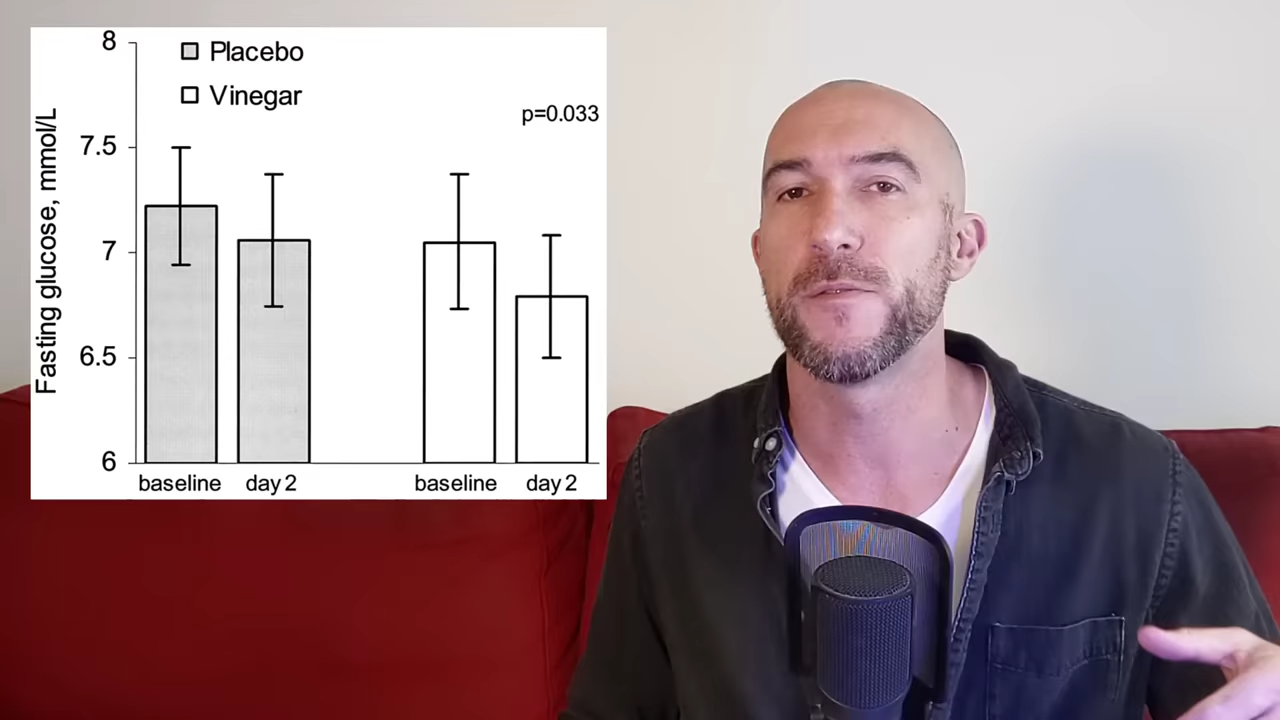 8
Placebo
Vinegar
p=0.033
7.5
7
6.5
6
Fasting glucose, mmol/L
baseline day 2 baseline day 2